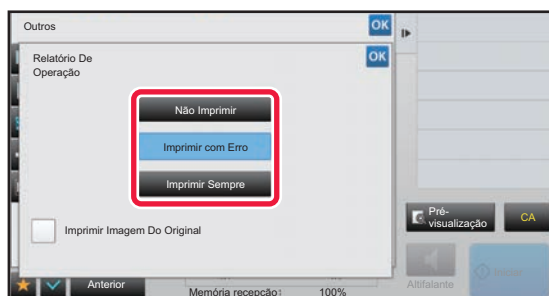 Outros
OK
Relatório De
Operação
OK
Não Imprimir
Imprimir com Erro
Imprimir Sempre
Imprimir Imagem Do Original
Pré-
visualização
CA
Anterior
Memória recepção:
100%
Altifalante
Iniciar